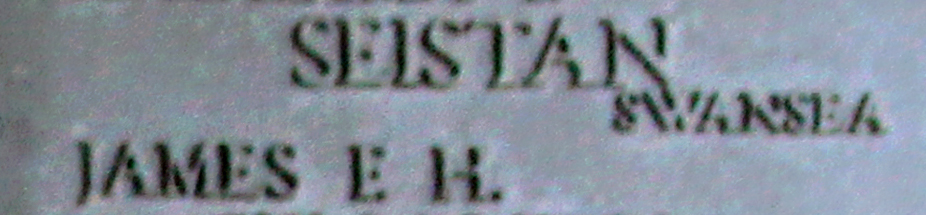 SEISTAN
SWANSEA
JAMES E H.